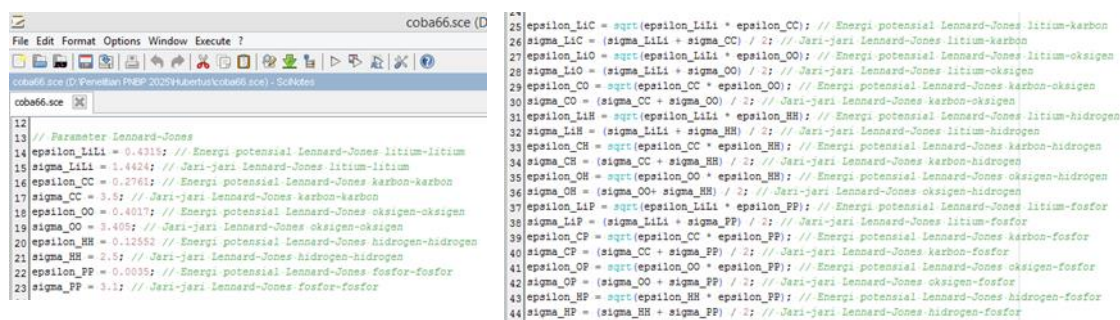 coba66.sce (D
File Edit Format Options Window Execute ?
coba66.sce (D:\Penelitian PNBP 2025\Hubertus\coba66.sce) - SciNotes
coba66.sce
12
13 // Parameter Lennard-Jones
14 epsilon_LiLi = 0.4315; // Energi potensial Lennard-Jones litium-litium
15 sigma_LiLi = 1.4424; // Jari-jari Lennard-Jones litium-litium
16 epsilon_CC = 0.2761; // Energi potensial Lennard-Jones karbon-karbon
17 sigma_CC = 3.5; // Jari-jari Lennard-Jones karbon-karbon
18 epsilon_OO = 0.4017; // Energi potensial Lennard-Jones oksigen-oksigen
19 sigma_OO = 3.405; // Jari-jari Lennard-Jones oksigen-oksigen
20 epsilon_HH = 0.12552 // Energi potensial Lennard-Jones hidrogen-hidrogen
21 sigma_HH = 2.5; // Jari-jari Lennard-Jones hidrogen-hidrogen
22 epsilon_PP = 0.0035; // Energi potensial Lennard-Jones fosfor-fosfor
23 sigma_PP = 3.1; // Jari-jari Lennard-Jones fosfor-fosfor
24
25 epsilon_LiC = sqrt(epsilon_LiLi * epsilon_CC); // Energi potensial Lennard-Jones litium-karbon
26 sigma_LiC = (sigma_LiLi + sigma_CC) / 2; // Jari-jari Lennard-Jones litium-karbon
27 epsilon_LiO = sqrt(epsilon_LiLi * epsilon_OO); // Energi potensial Lennard-Jones litium-oksigen
28 sigma_LiO = (sigma_LiLi + sigma_OO) / 2; // Jari-jari Lennard-Jones litium-oksigen
29 epsilon_CO = sqrt(epsilon_CC * epsilon_OO); // Energi potensial Lennard-Jones karbon-oksigen
30 sigma_CO = (sigma_CC + sigma_OO) / 2; // Jari-jari Lennard-Jones karbon-oksigen
31 epsilon_LiH = sqrt(epsilon_LiLi * epsilon_HH); // Energi potensial Lennard-Jones litium-hidrogen
32 sigma_LiH = (sigma_LiLi + sigma_HH) / 2; // Jari-jari Lennard-Jones litium-hidrogen
33 epsilon_CH = sqrt(epsilon_CC * epsilon_HH); // Energi potensial Lennard-Jones karbon-hidrogen
34 sigma_CH = (sigma_CC + sigma_HH) / 2; // Jari-jari Lennard-Jones karbon-hidrogen
35 epsilon_OH = sqrt(epsilon_OO * epsilon_HH); // Energi potensial Lennard-Jones oksigen-hidrogen
36 sigma_OH = (sigma_OO+ sigma_HH) / 2; // Jari-jari Lennard-Jones oksigen-hidrogen
37 epsilon_LiP = sqrt(epsilon_LiLi * epsilon_PP); // Energi potensial Lennard-Jones litium-fosfor
38 sigma_LiP = (sigma_LiLi + sigma_PP) / 2; // Jari-jari Lennard-Jones litium-fosfor
39 epsilon_CP = sqrt(epsilon_CC * epsilon_PP); // Energi potensial Lennard-Jones karbon-fosfor
40 sigma_CP = (sigma_CC + sigma_PP) / 2; // Jari-jari Lennard-Jones karbon-fosfor
41 epsilon_OP = sqrt(epsilon_OO * epsilon_PP); // Energi potensial Lennard-Jones oksigen-fosfor
42 sigma_OP = (sigma_OO + sigma_PP) / 2; // Jari-jari Lennard-Jones oksigen-fosfor
43 epsilon_HP = sqrt(epsilon_HH * epsilon_PP); // Energi potensial Lennard-Jones hidrogen-fosfor
44 sigma_HP = (sigma_HH + sigma_PP) / 2; // Jari-jari Lennard-Jones hidrogen-fosfor